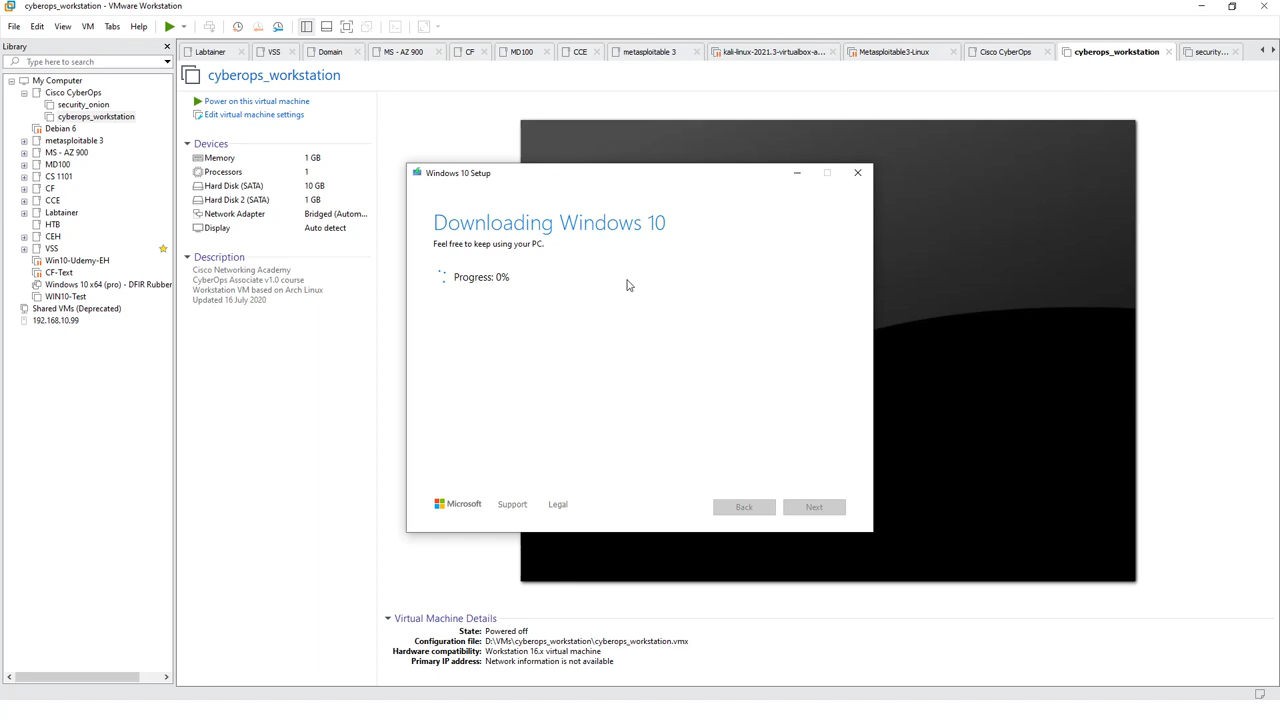 cyberops_workstation - VMware Workstation
File Edit View VM Tabs Help
Library
Type here to search
My Computer
Cisco CyberOps
security_onion
cyberops_workstation
Debian 6
metasploitable 3
MS - AZ 900
MD100
CS 1101
CF
CCE
Labtainer
HTB
CEH
VSS
Win10-Udemy-EH
CF-Text
Windows 10 x64 (pro) - DFIR Rubber
WIN10-Test
Shared VMs (Deprecated)
192.168.10.99
Labtainer VSS Domain MS - AZ 900 CF MD100 CCE metasploitable 3 kali-linux-2021.3-virtualbox-a... Metasploitable3-Linux Cisco CyberOps cyberops_workstation security...
cyberops_workstation
Power on this virtual machine
Edit virtual machine settings
Devices
Memory 1 GB
Processors 1
Hard Disk (SATA) 10 GB
Hard Disk 2 (SATA) 1 GB
Network Adapter Bridged (Autom...
Display Auto detect
Description
Cisco Networking Academy
CyberOps Associate v1.0 course
Workstation VM based on Arch Linux
Updated 16 July 2020
Windows 10 Setup
Downloading Windows 10
Feel free to keep using your PC.
Progress: 0%
Microsoft Support Legal
Back Next
Virtual Machine Details
State: Powered off
Configuration file: D:\VMs\cyberops_workstation\cyberops_workstation.vmx
Hardware compatibility: Workstation 16.x virtual machine
Primary IP address: Network information is not available